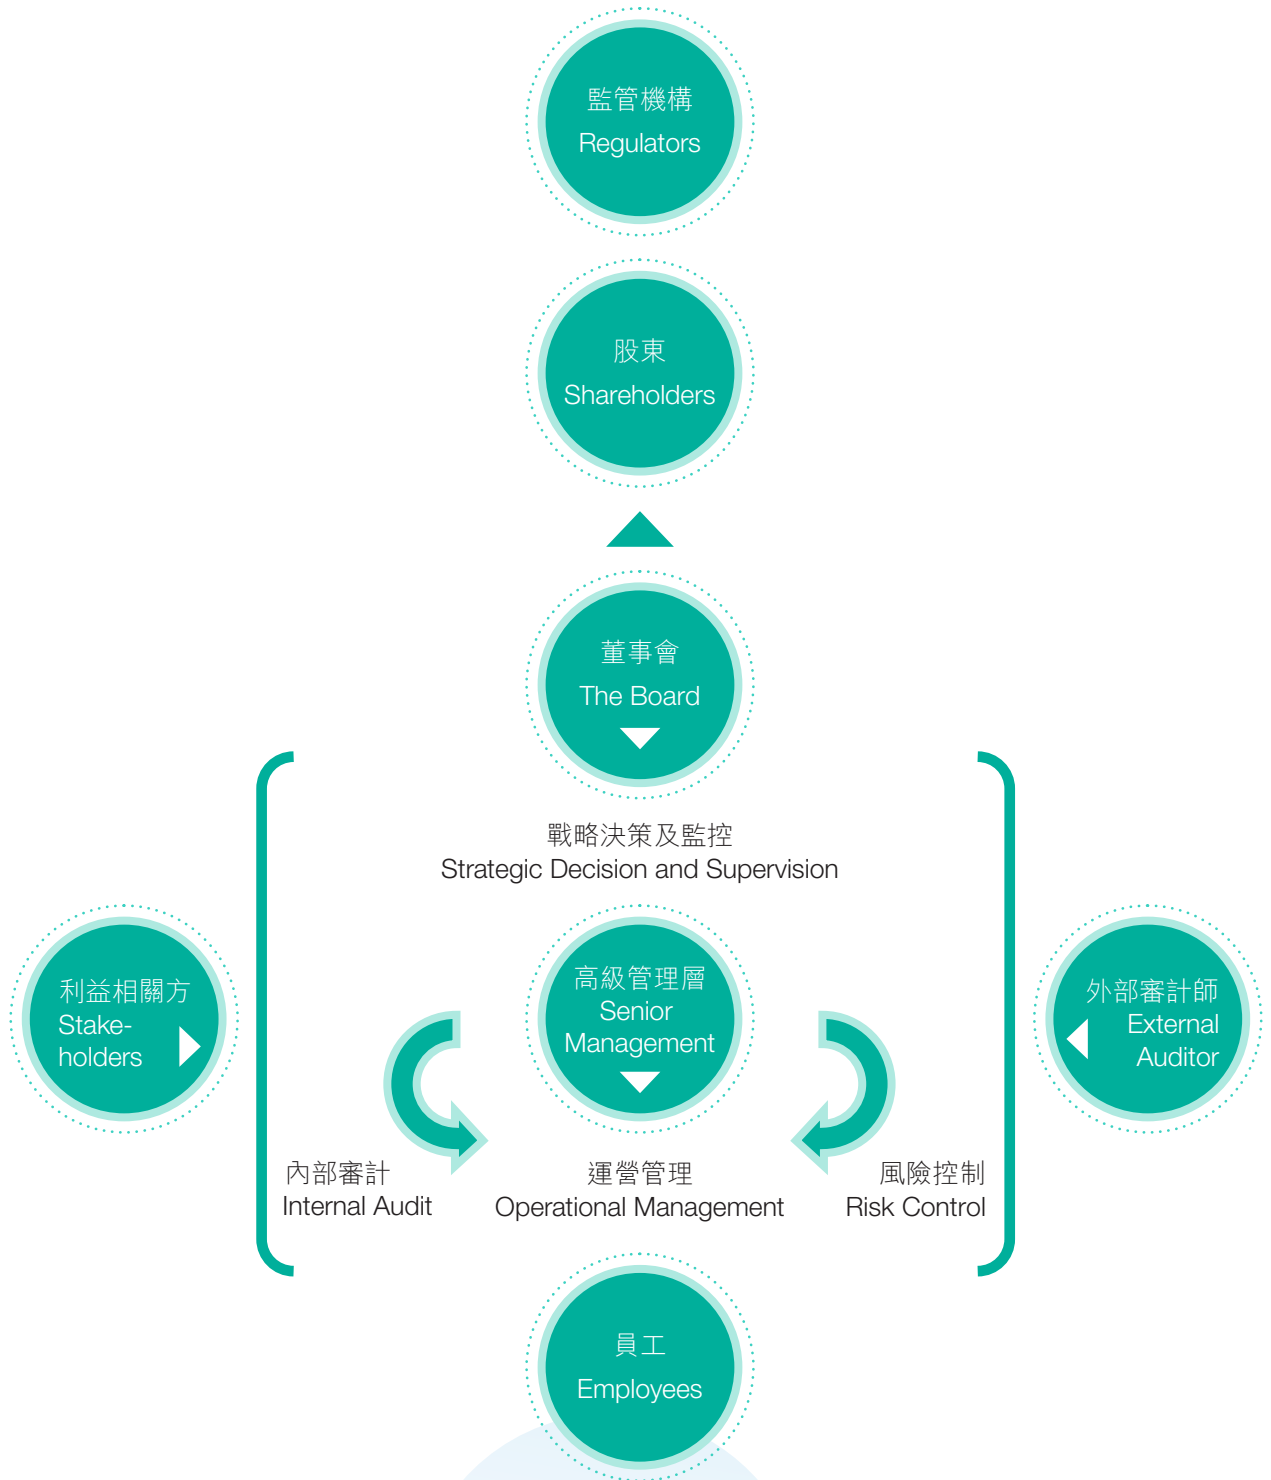 監管機構
Regulators
股東
Shareholders
董事會
The Board
戰略決策及監控
Strategic Decision and Supervision
利益相關方
Stake-
holders
高級管理層
Senior
Management
外部審計師
External
Auditor
內部審計
Internal Audit
運營管理
Operational Management
風險控制
Risk Control
員工
Employees